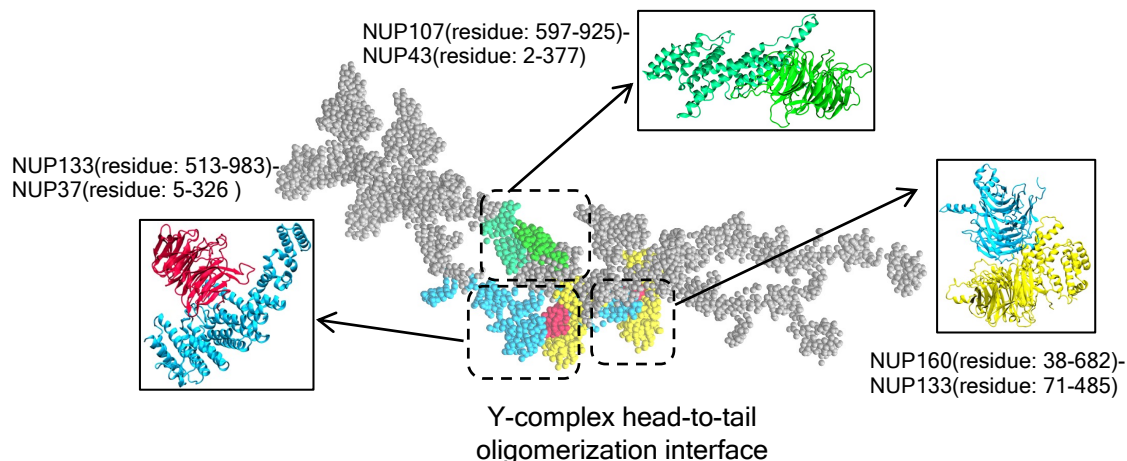 NUP107(residue: 597-925)-
NUP43(residue: 2-377)
NUP133(residue: 513-983)-
NUP37(residue: 5-326 )
NUP160(residue: 38-682)-
NUP133(residue: 71-485)
Y-complex head-to-tail
oligomerization interface